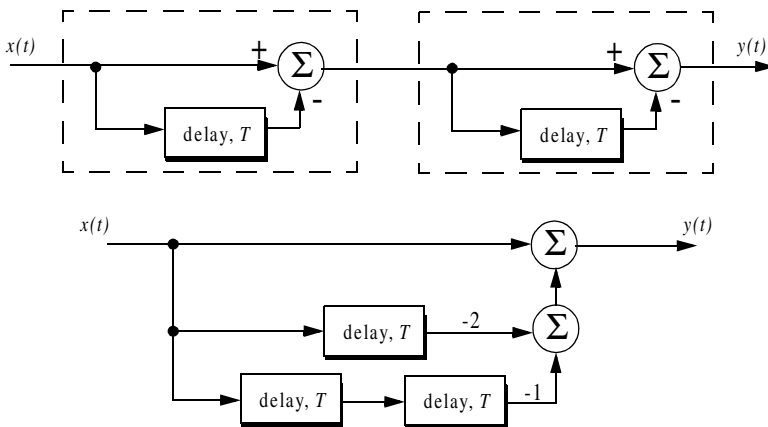 x(t)
+
Σ
-
delay, T
+
Σ
-
delay, T
y(t)
x(t)
Σ
y(t)
delay, T
-2
Σ
delay, T
delay, T
-1